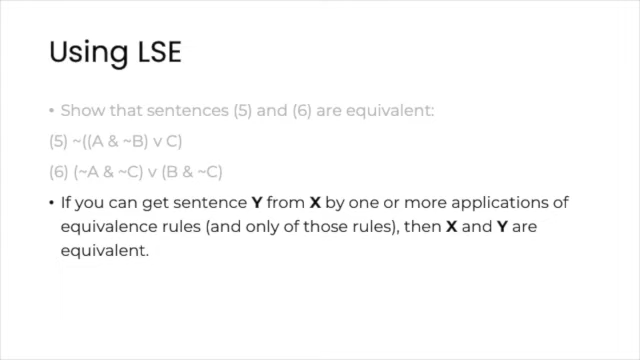 Using LSE
• Show that sentences (5) and (6) are equivalent:
(5) ~((A & ~B) v C)
(6) (~A & ~C) v (B & ~C)
• If you can get sentence Y from X by one or more applications of
equivalence rules (and only of those rules), then X and Y are
equivalent.